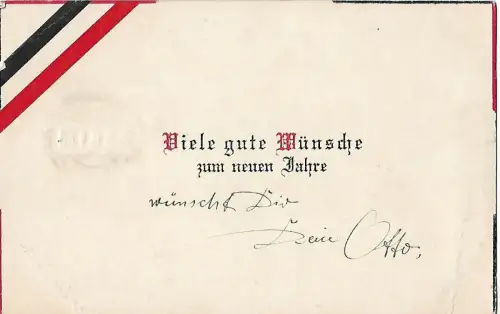 Viele gute Wünsche
zum neuen Jahre
wünscht Dir
Dein Otto,